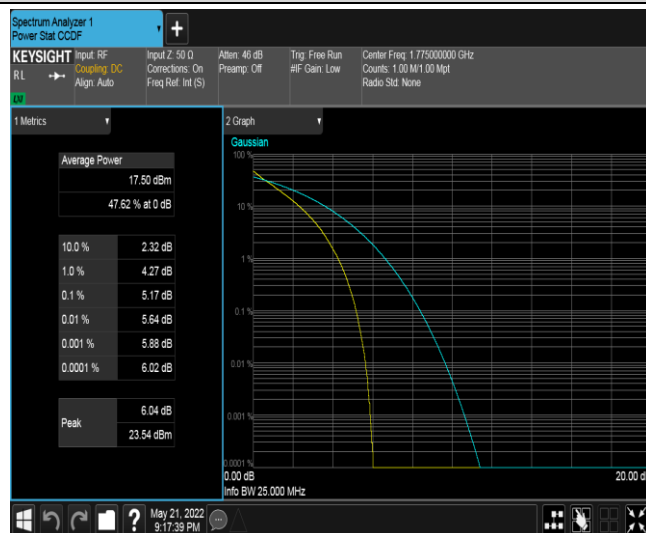 Spectrum Analyzer 1
Power Stat CCDF
+
KEYSIGHT
RL
LM
Input: RF
Coupling: DC
Align: Auto
Input Z: 50 Ω
Corrections: On
Freq Ref: Int (S)
Atten: 46 dB
Preamp: Off
Trig: Free Run
#IF Gain: Low
Center Freq: 1.775000000 GHz
Counts: 1.00 M/1.00 Mpt
Radio Std: None
1 Metrics
Average Power
17.50 dBm
47.62 % at 0 dB
10.0 % 2.32 dB
1.0 % 4.27 dB
0.1 % 5.17 dB
0.01 % 5.64 dB
0.001 % 5.88 dB
0.0001 % 6.02 dB
Peak
6.04 dB
23.54 dBm
2 Graph
Gaussian
100 %
10 %
1 %
0.1 %
0.01 %
0.001 %
0.0001 %
0.00 dB
20.00 d
Info BW 25.000 MHz
?
May 21, 2022
9:17:39 PM